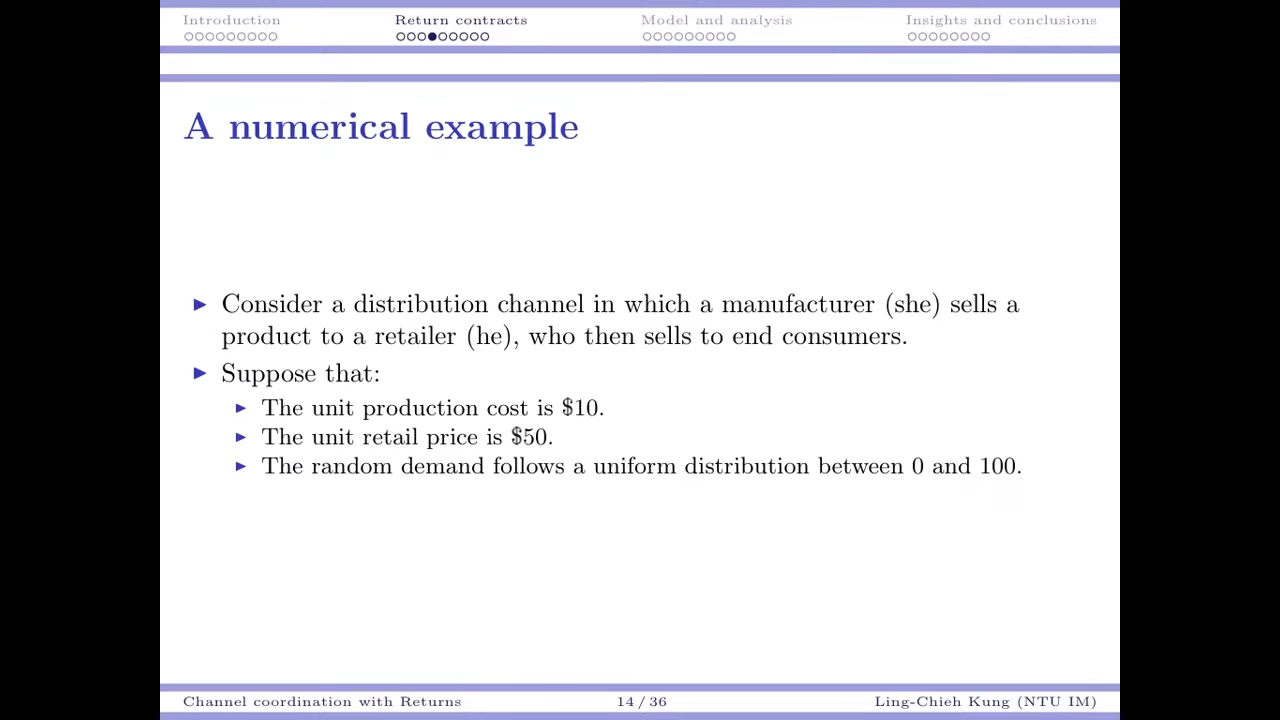 Introduction Return contracts Model and analysis Insights and conclusions
A numerical example
Consider a distribution channel in which a manufacturer (she) sells a
product to a retailer (he), who then sells to end consumers.
Suppose that:
The unit production cost is $10.
The unit retail price is $50.
The random demand follows a uniform distribution between 0 and 100.
Channel coordination with Returns 14 / 36 Ling-Chieh Kung (NTU IM)